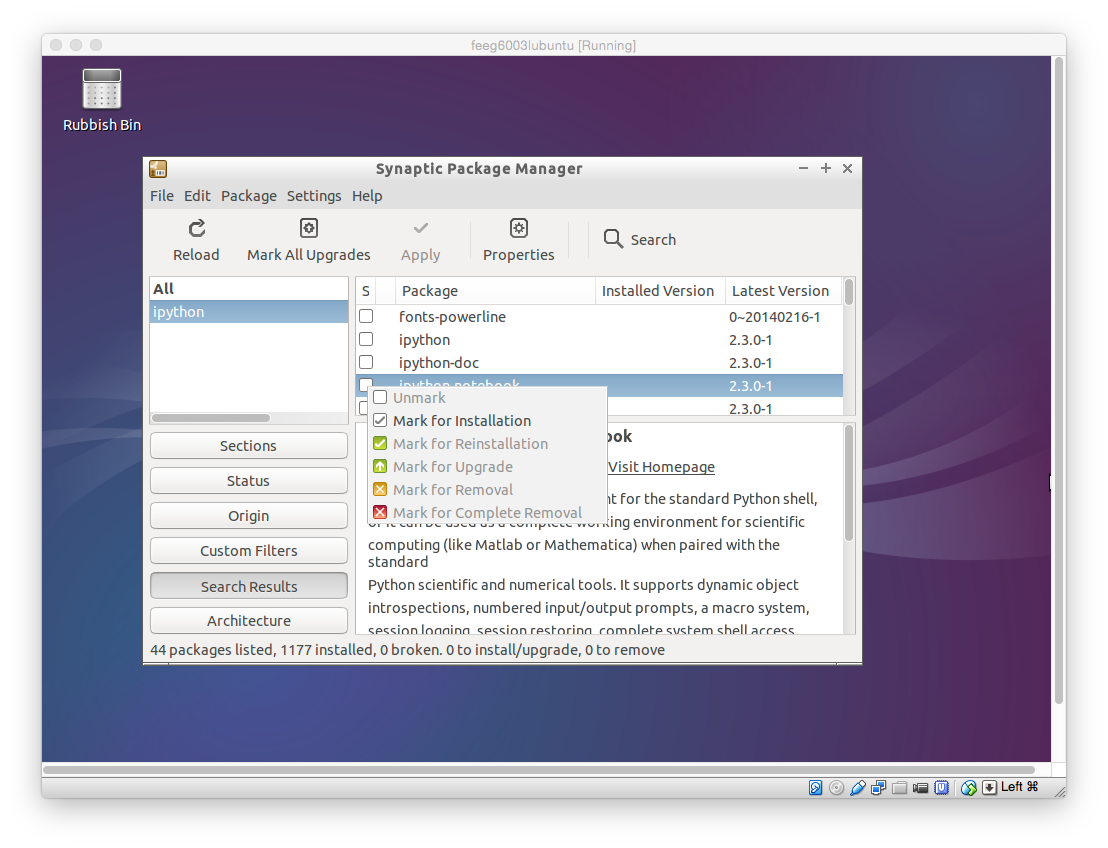 feeg6003lubuntu [Running]
Rubbish Bin
Synaptic Package Manager
File Edit Package Settings Help
Reload Mark All Upgrades Apply Properties Search
All
ipython
S Package Installed Version Latest Version
fonts-powerline 0~20140216-1
ipython 2.3.0-1
ipython-doc 2.3.0-1
ipython-notebook 2.3.0-1
2.3.0-1
Unmark
Mark for Installation
Mark for Reinstallation
Mark for Upgrade
Mark for Removal
Mark for Complete Removal
Sections
Status
Origin
Custom Filters
Search Results
Architecture
ook
Visit Homepage
nt for the standard Python shell,
or it can be used as a complete working environment for scientific
computing (like Matlab or Mathematica) when paired with the
standard
Python scientific and numerical tools. It supports dynamic object
introspections, numbered input/output prompts, a macro system,
session logging, session restoring, complete system shell access
44 packages listed, 1177 installed, 0 broken. 0 to install/upgrade, 0 to remove
Left ⌘